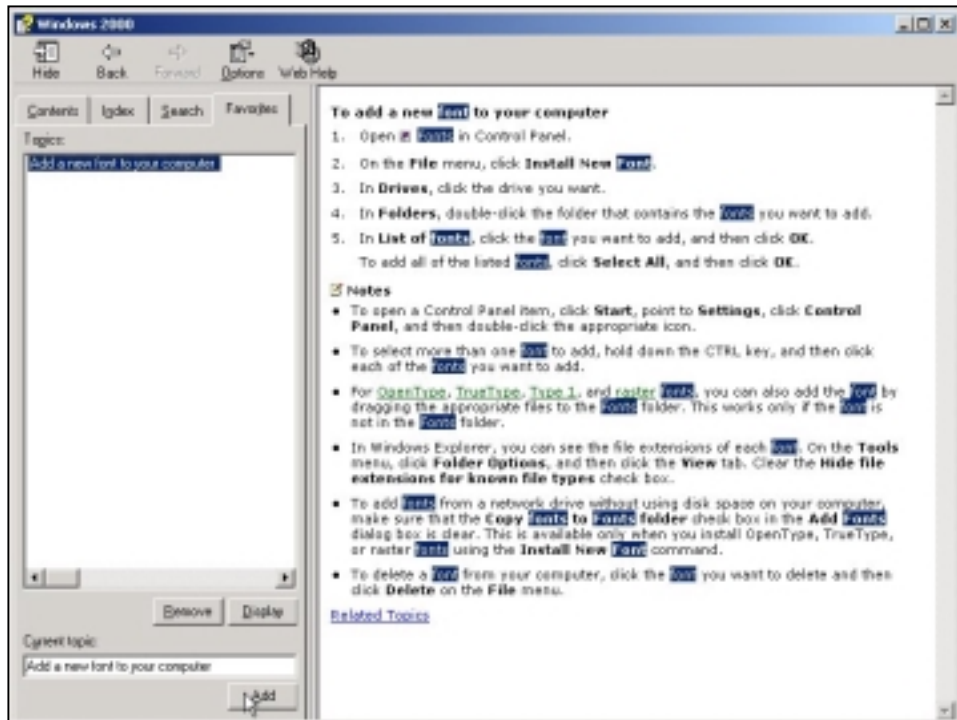 Windows 2000
Hide Back Forward Options Web Help
Contents Index Search Favorites
Topics:
Add a new font to your computer
Remove Display
Current topic:
Add a new font to your computer
Add
To add a new font to your computer
1. Open Fonts in Control Panel.
2. On the File menu, click Install New Font.
3. In Drives, click the drive you want.
4. In Folders, double-click the folder that contains the fonts you want to add.
5. In List of fonts, click the font you want to add, and then click OK.
To add all of the listed fonts, click Select All, and then click OK.
Notes
• To open a Control Panel item, click Start, point to Settings, click Control
Panel, and then double-click the appropriate icon.
• To select more than one font to add, hold down the CTRL key, and then click
each of the fonts you want to add.
• For OpenType, TrueType, Type 1, and raster fonts, you can also add the font by
dragging the appropriate files to the Fonts folder. This works only if the font is
not in the Fonts folder.
• In Windows Explorer, you can see the file extensions of each font. On the Tools
menu, click Folder Options, and then click the View tab. Clear the Hide file
extensions for known file types check box.
• To add fonts from a network drive without using disk space on your computer,
make sure that the Copy fonts to Fonts folder check box in the Add Fonts
dialog box is clear. This is available only when you install OpenType, TrueType,
or raster fonts using the Install New Font command.
• To delete a font from your computer, click the font you want to delete and then
click Delete on the File menu.
Related Topics